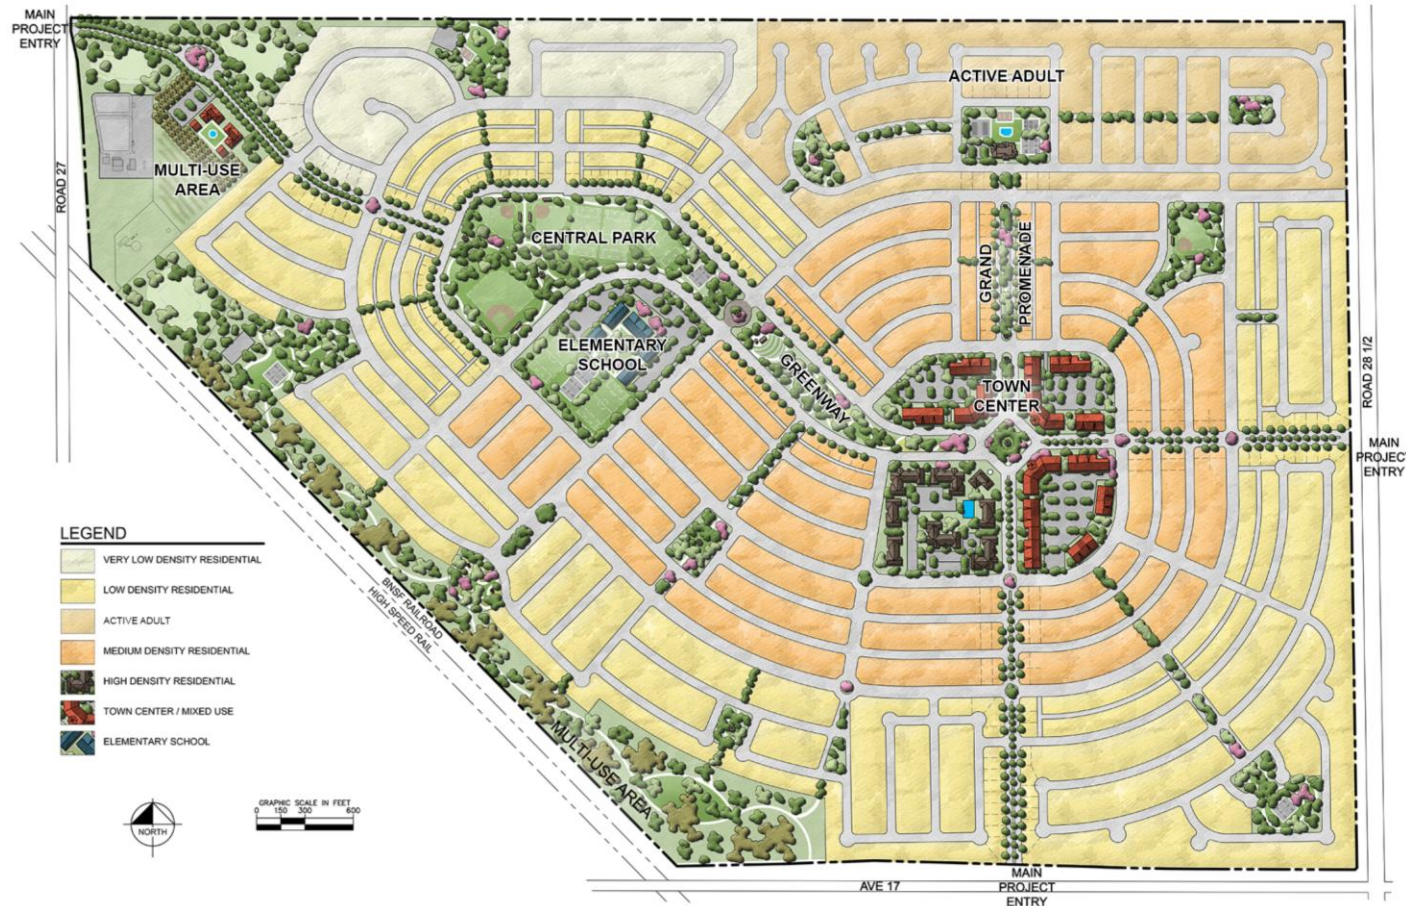 MAIN
PROJECT
ENTRY
ACTIVE ADULT
ROAD 27
MULTI-USE
AREA
CENTRAL PARK
GRAND
PROMENADE
ELEMENTARY
SCHOOL
GREENWAY
TOWN
CENTER
ROAD 28 1/2
MAIN
PROJECT
ENTRY
LEGEND
VERY LOW DENSITY RESIDENTIAL
LOW DENSITY RESIDENTIAL
ACTIVE ADULT
MEDIUM DENSITY RESIDENTIAL
HIGH DENSITY RESIDENTIAL
TOWN CENTER / MIXED USE
ELEMENTARY SCHOOL
BNSF RAILROAD
HIGH SPEED RAIL
MULTI-USE AREA
NORTH
GRAPHIC SCALE IN FEET
0 150 300 600
AVE 17
MAIN
PROJECT
ENTRY